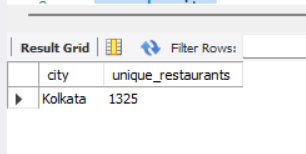 Result Grid Filter Rows:
city unique_restaurants
Kolkata 1325